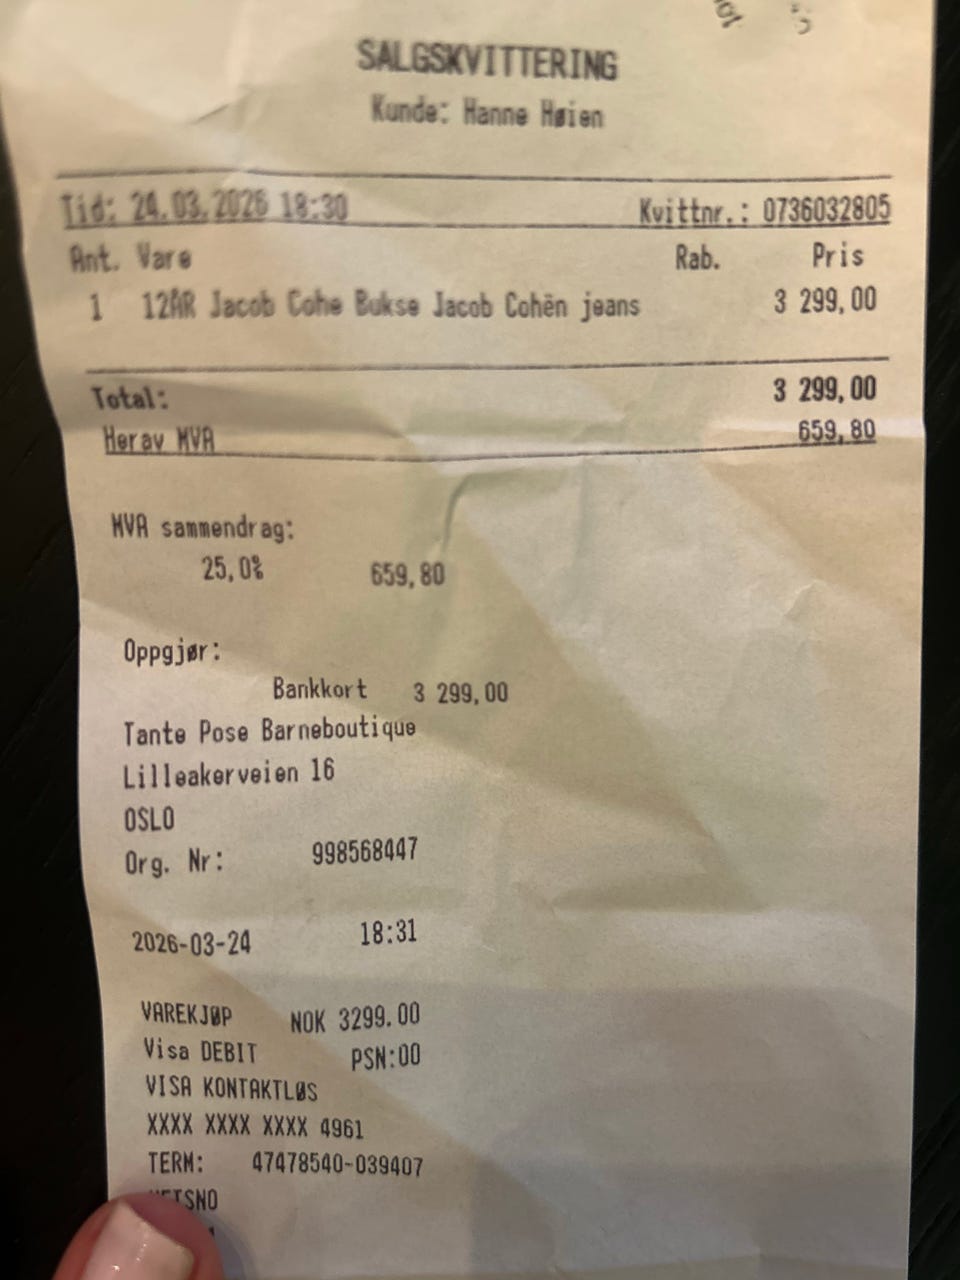 SALGSKVITTERING
Kunde: Hanne Høien
Tid: 24.03.2026 18:30 Kvittnr.: 0736032805
Ant. Vare Rab. Pris
1 12ÅR Jacob Cohe Bukse Jacob Cohën jeans 3 299,00
Total: 3 299,00
Herav MVA 659,80
MVA sammendrag:
25,0% 659,80
Oppgjør:
Bankkort 3 299,00
Tante Pose Barneboutique
Lilleakerveien 16
OSLO
Org. Nr: 998568447
2026-03-24 18:31
VAREKJØP NOK 3299.00
Visa DEBIT PSN:00
VISA KONTAKTLØS
XXXX XXXX XXXX 4961
TERM: 47478540-039407